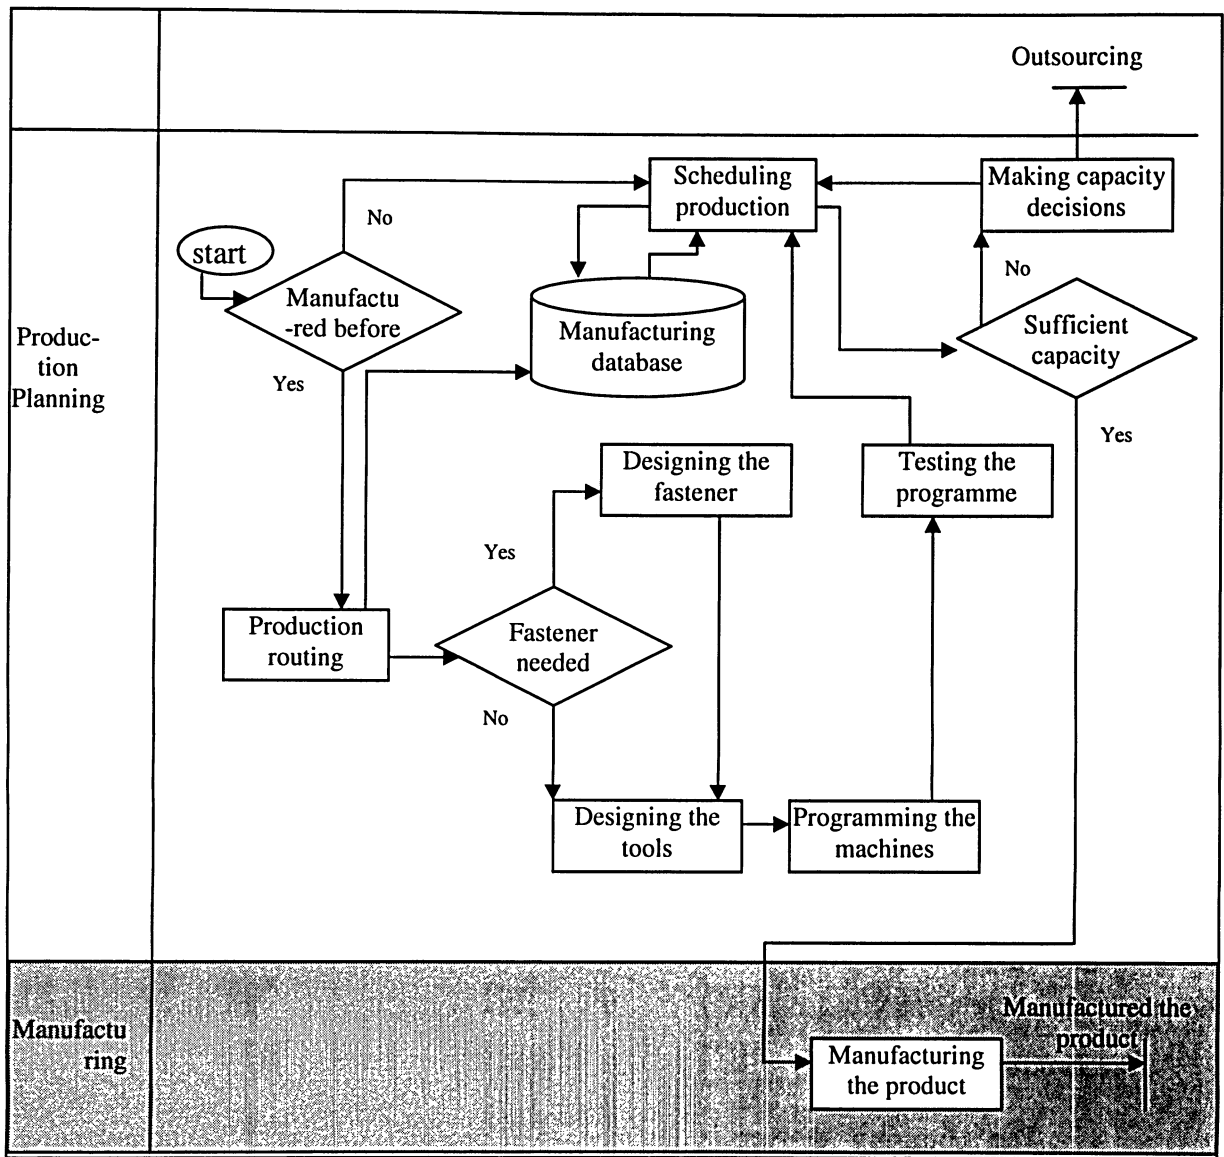 Outsourcing
Scheduling
production
Making capacity
decisions
No
start
No
Manufactu
-red before
Manufacturing
database
Sufficient
capacity
Produc-
tion
Planning
Yes
Yes
Designing the
fastener
Testing the
programme
Yes
Production
routing
Fastener
needed
No
Designing the
tools
Programming the
machines
Manufactu
ring
Manufactured the
product
Manufacturing
the product